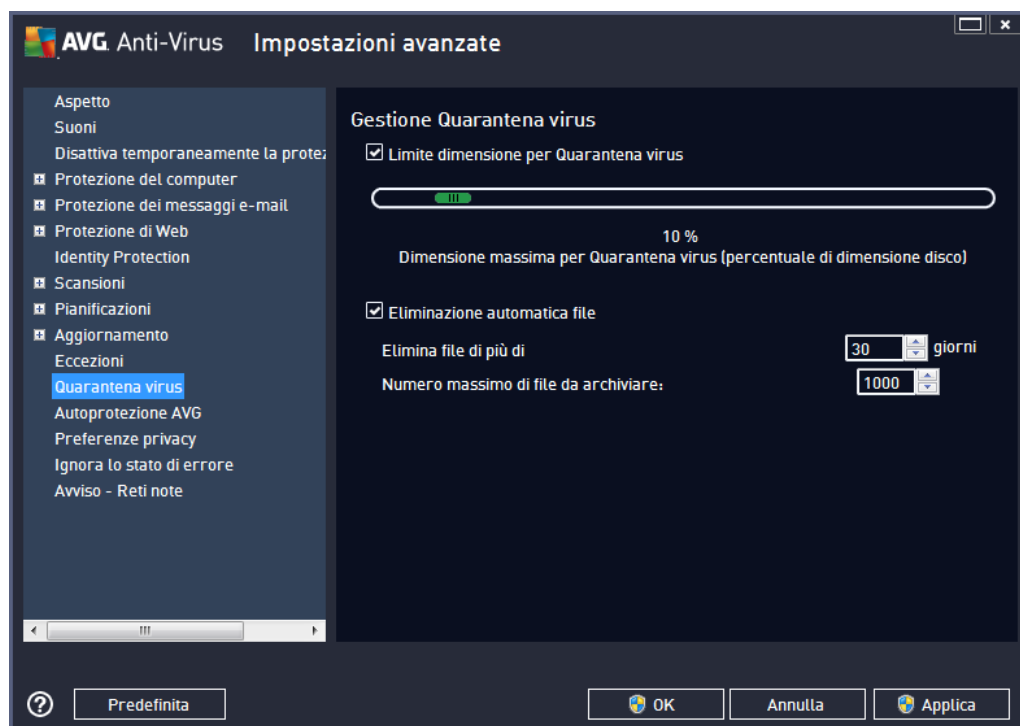 AVG. Anti-Virus Impostazioni avanzate
Aspetto
Suoni
Disattiva temporaneamente la protez
Protezione del computer
Protezione dei messaggi e-mail
Protezione di Web
Identity Protection
Scansioni
Pianificazioni
Aggiornamento
Eccezioni
Quarantena virus
Autoprotezione AVG
Preferenze privacy
Ignora lo stato di errore
Avviso - Reti note
Gestione Quarantena virus
Limite dimensione per Quarantena virus
10 %
Dimensione massima per Quarantena virus (percentuale di dimensione disco)
Eliminazione automatica file
Elimina file di più di 30 giorni
Numero massimo di file da archiviare: 1000
? Predefinita OK Annulla Applica